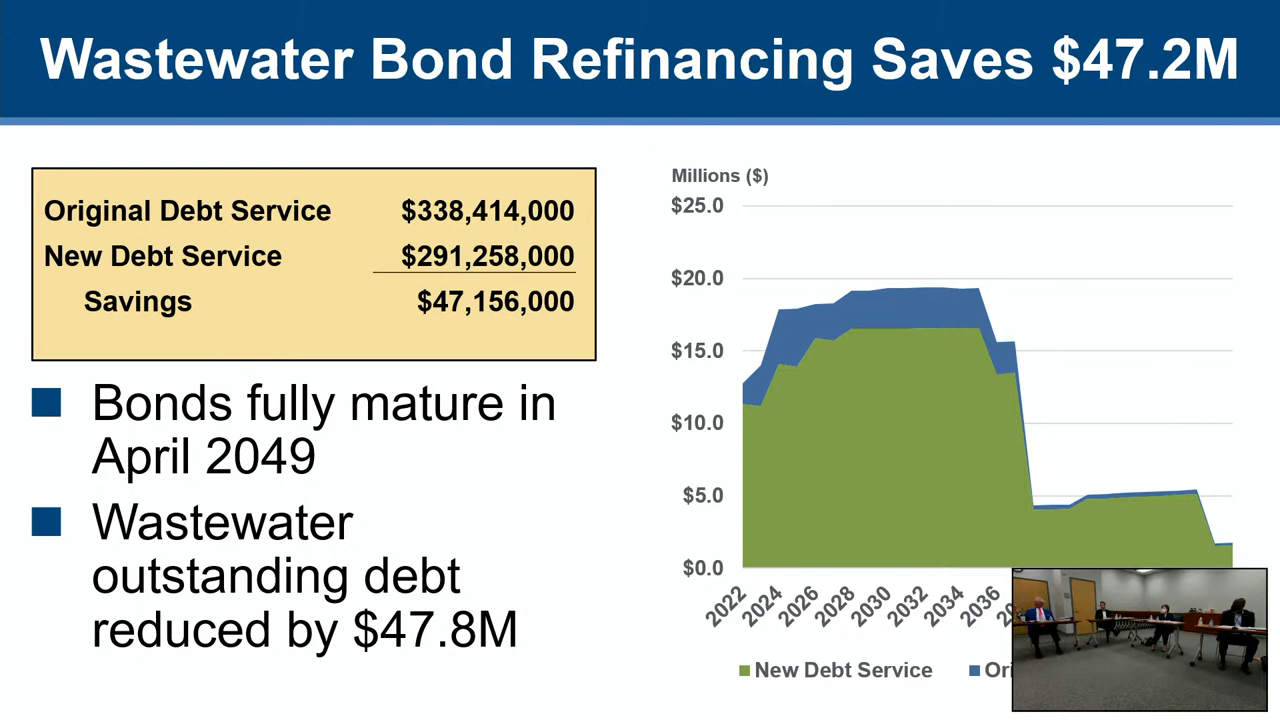 Wastewater Bond Refinancing Saves $47.2M
Original Debt Service $338,414,000
New Debt Service $291,258,000
Savings $47,156,000
Bonds fully mature in
April 2049
Wastewater
outstanding debt
reduced by $47.8M
Millions ($)
$25.0
$20.0
$15.0
$10.0
$5.0
$0.0
2022 2024 2026 2028 2030 2032 2034 2036
New Debt Service